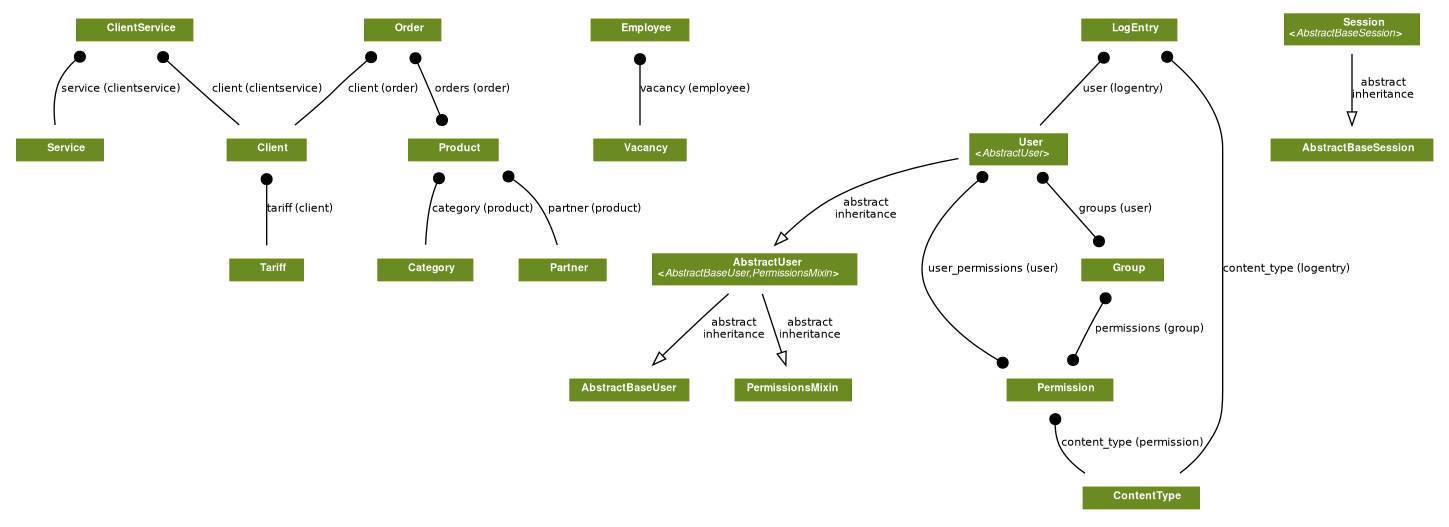 ClientService
Order
Employee
LogEntry
Session
<AbstractBaseSession>
service (clientservice)
client (clientservice)
client (order)
orders (order)
vacancy (employee)
user (logentry)
abstract
inheritance
Service
Client
Product
Vacancy
User
<AbstractUser>
AbstractBaseSession
tariff (client)
category (product)
partner (product)
abstract
inheritance
groups (user)
Tariff
Category
Partner
AbstractUser
<AbstractBaseUser,PermissionsMixin>
user_permissions (user)
Group
content_type (logentry)
abstract
inheritance
abstract
inheritance
permissions (group)
AbstractBaseUser
PermissionsMixin
Permission
content_type (permission)
ContentType